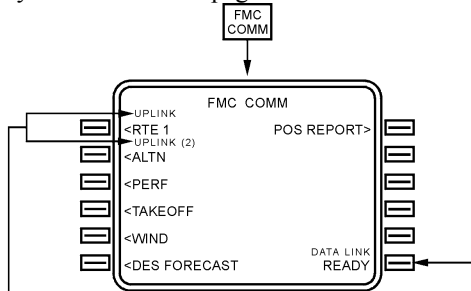 FMC
COMM
FMC COMM
UPLINK
<RTE 1 POS REPORT>
UPLINK (2)
<ALTN
<PERF
<TAKEOFF
<WIND
DATA LINK
<DES FORECAST READY